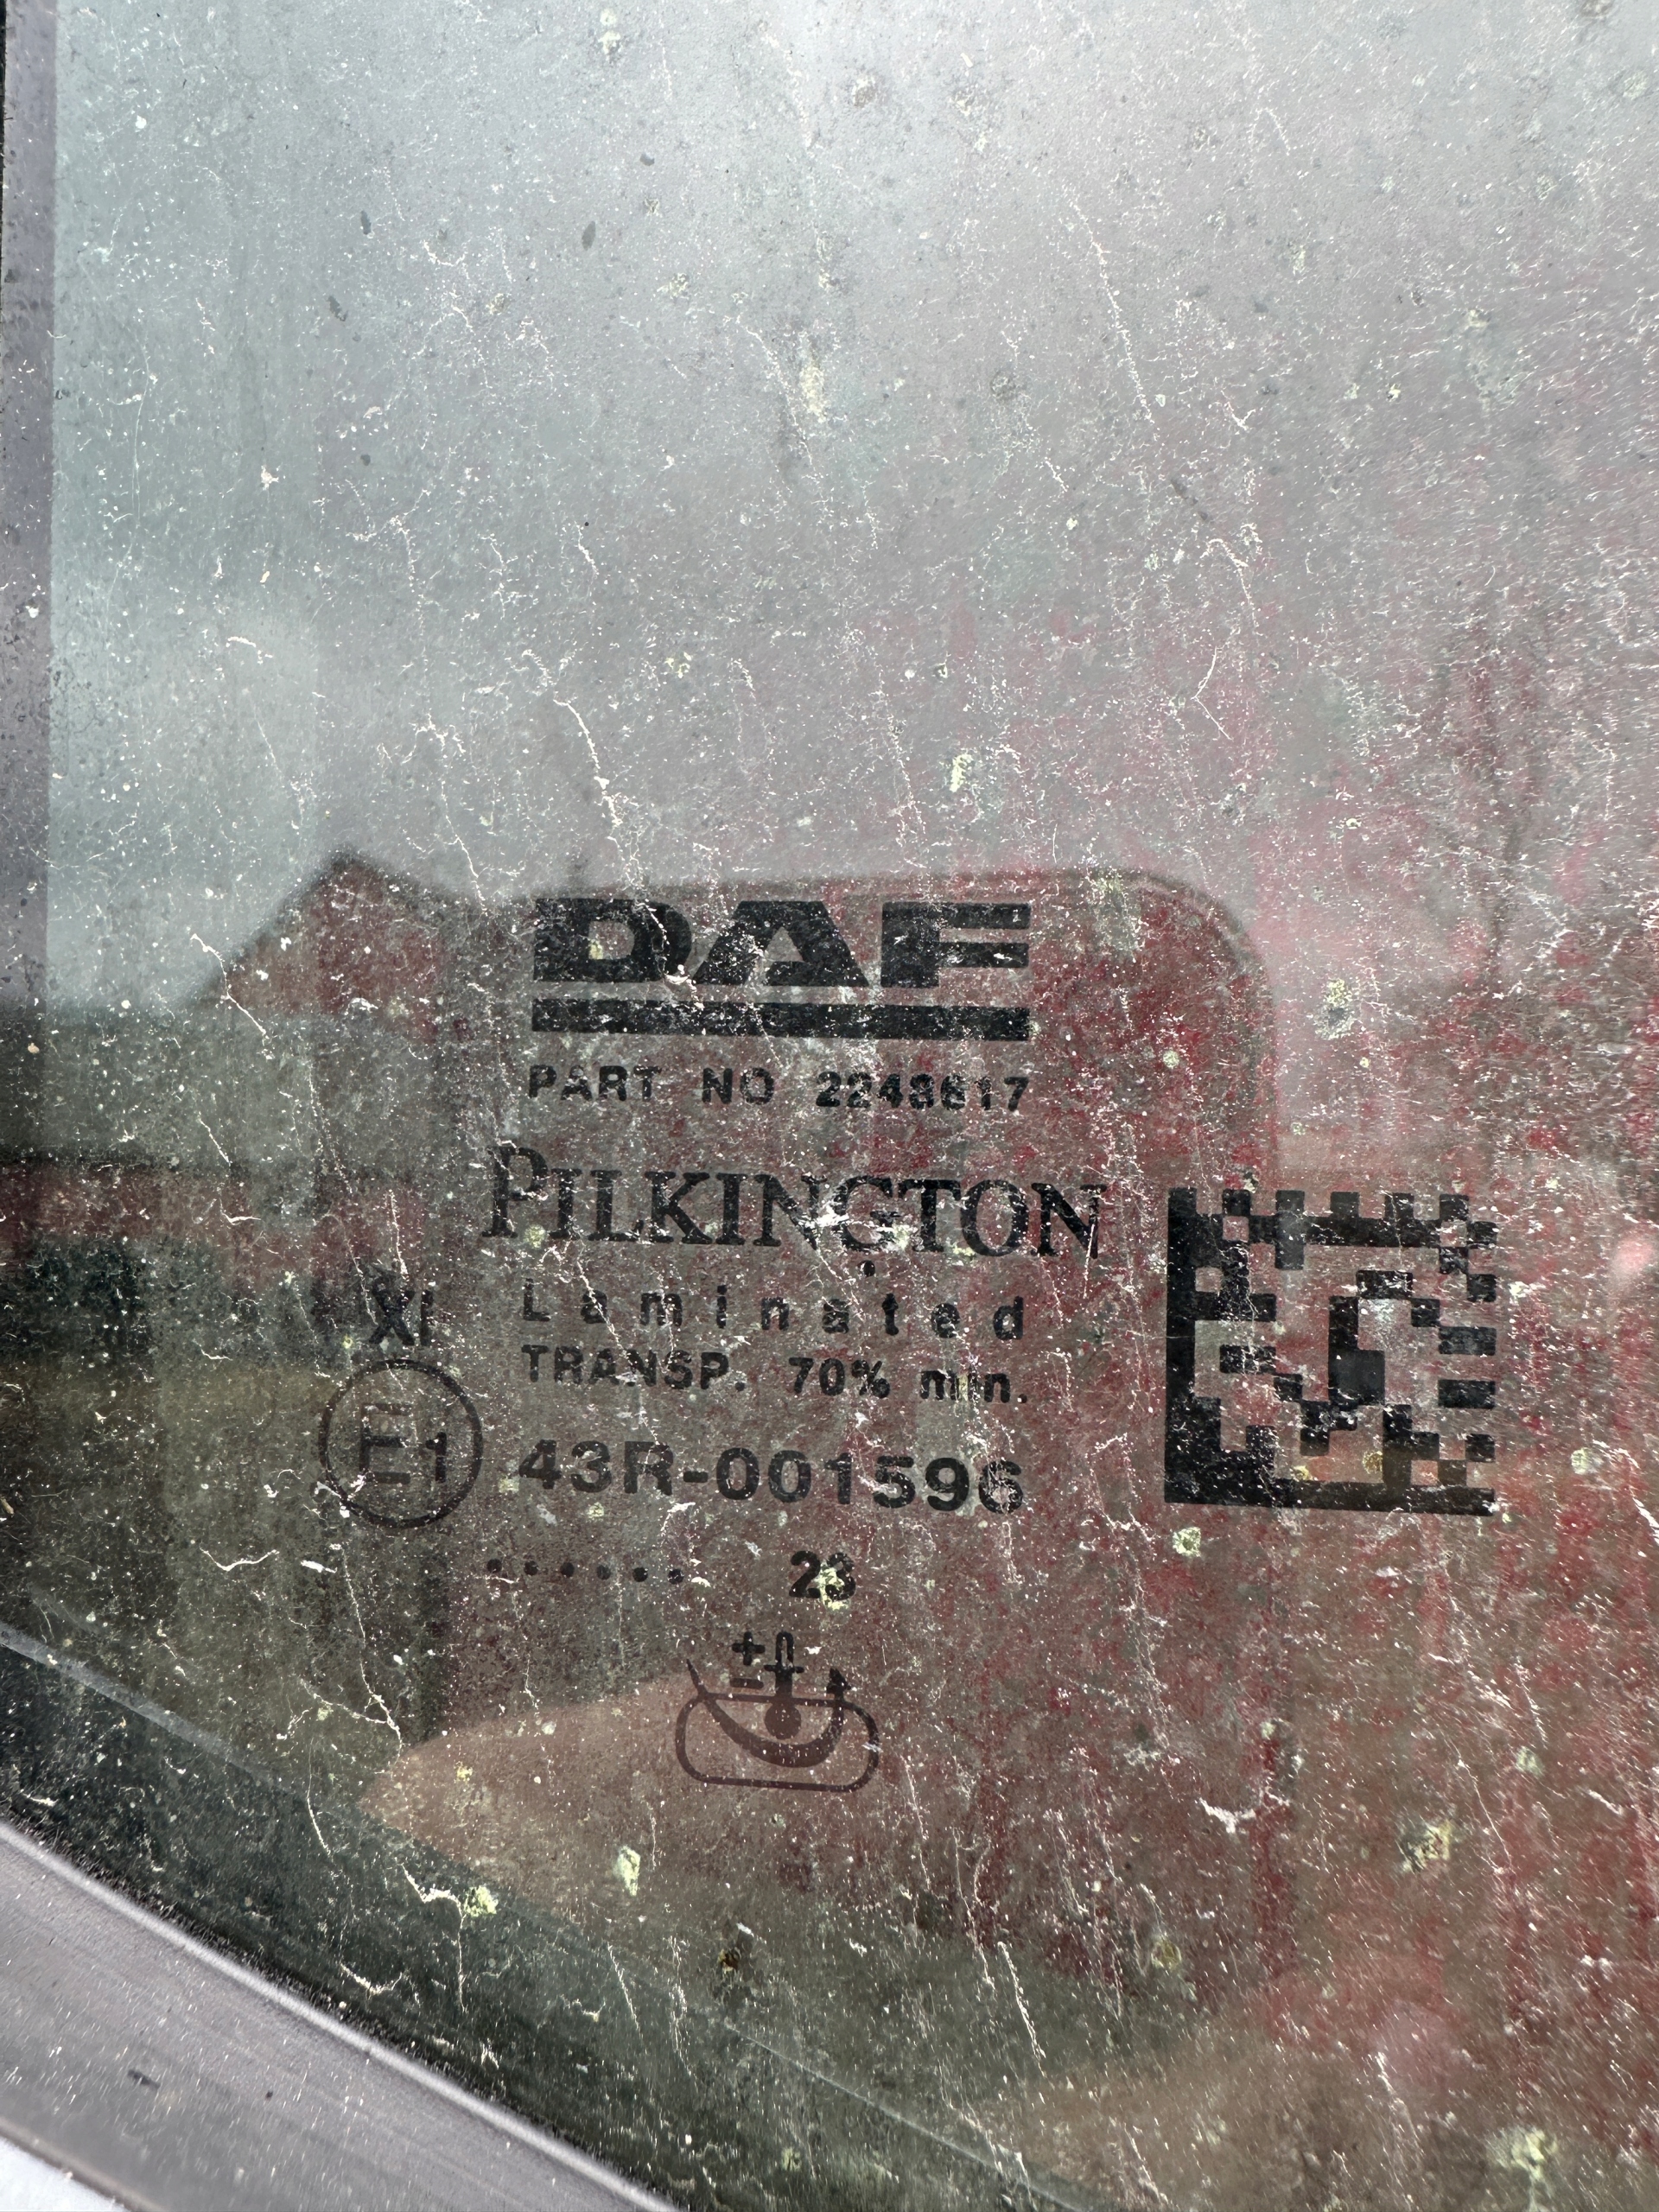 DAF
PART NO 2248617
PILKINGTON
XI
Laminated
TRANSP. 70% min.
E1 43R-001596
...... 23